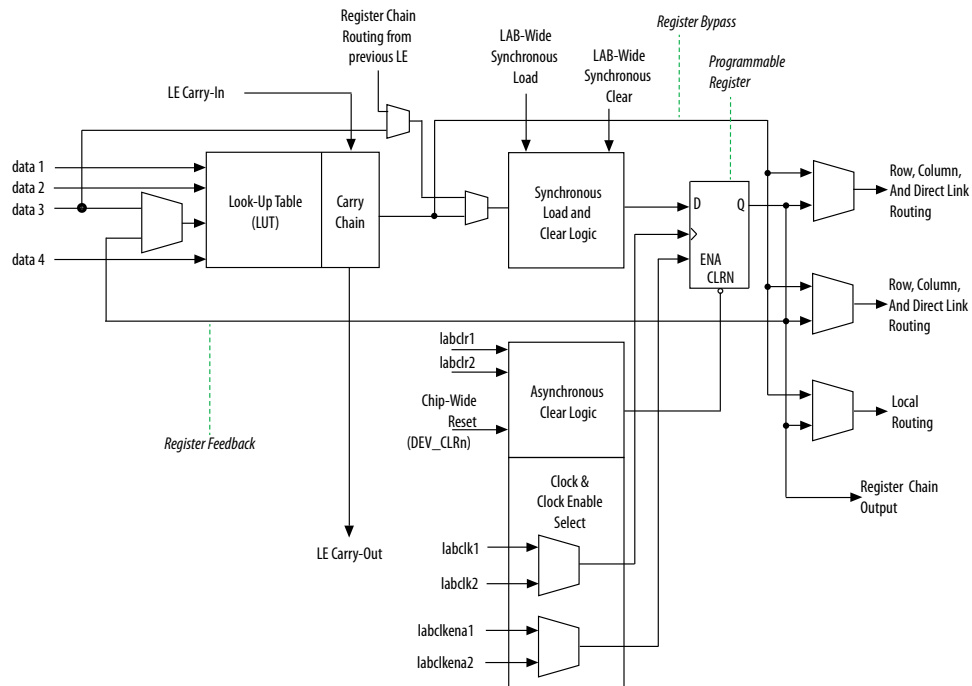 Register Chain
Routing from
previous LE
LAB-Wide
Synchronous
Load
LAB-Wide
Synchronous
Clear
Register Bypass
Programmable
Register
LE Carry-In
data 1
data 2
data 3
data 4
Look-Up Table
(LUT)
Carry
Chain
Synchronous
Load and
Clear Logic
D
Q
ENA
CLRN
Row, Column,
And Direct Link
Routing
Row, Column,
And Direct Link
Routing
Local
Routing
Register Chain
Output
labclr1
labclr2
Chip-Wide
Reset
(DEV_CLRn)
Asynchronous
Clear Logic
Register Feedback
Clock &
Clock Enable
Select
LE Carry-Out
labclk1
labclk2
labclkena1
labclkena2